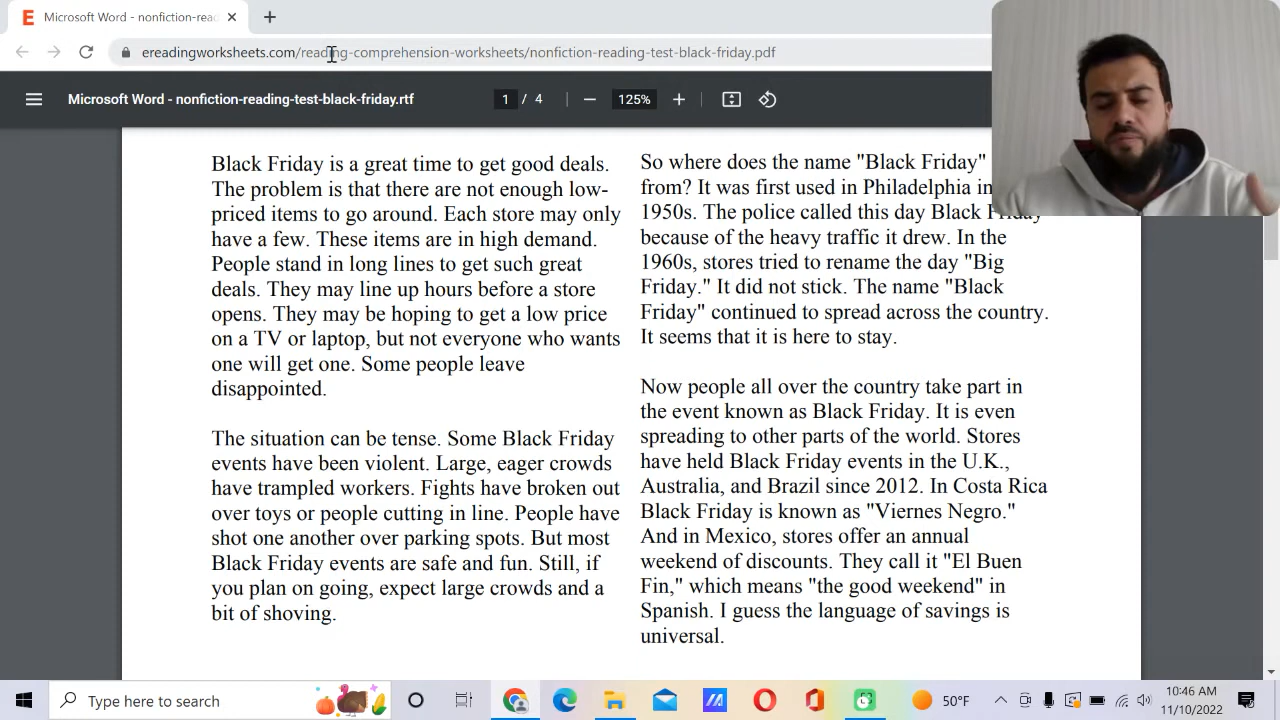 Microsoft Word - nonfiction-read
ereadingworksheets.com/reading-comprehension-worksheets/nonfiction-reading-test-black-friday.pdf
Microsoft Word - nonfiction-reading-test-black-friday.rtf
1 / 4
125%
Black Friday is a great time to get good deals.
The problem is that there are not enough low-
priced items to go around. Each store may only
have a few. These items are in high demand.
People stand in long lines to get such great
deals. They may line up hours before a store
opens. They may be hoping to get a low price
on a TV or laptop, but not everyone who wants
one will get one. Some people leave
disappointed.
The situation can be tense. Some Black Friday
events have been violent. Large, eager crowds
have trampled workers. Fights have broken out
over toys or people cutting in line. People have
shot one another over parking spots. But most
Black Friday events are safe and fun. Still, if
you plan on going, expect large crowds and a
bit of shoving.
So where does the name "Black Friday"
from? It was first used in Philadelphia in
1950s. The police called this day Black Friday
because of the heavy traffic it drew. In the
1960s, stores tried to rename the day "Big
Friday." It did not stick. The name "Black
Friday" continued to spread across the country.
It seems that it is here to stay.
Now people all over the country take part in
the event known as Black Friday. It is even
spreading to other parts of the world. Stores
have held Black Friday events in the U.K.,
Australia, and Brazil since 2012. In Costa Rica
Black Friday is known as "Viernes Negro."
And in Mexico, stores offer an annual
weekend of discounts. They call it "El Buen
Fin," which means "the good weekend" in
Spanish. I guess the language of savings is
universal.
Type here to search
50°F
10:46 AM
11/10/2022